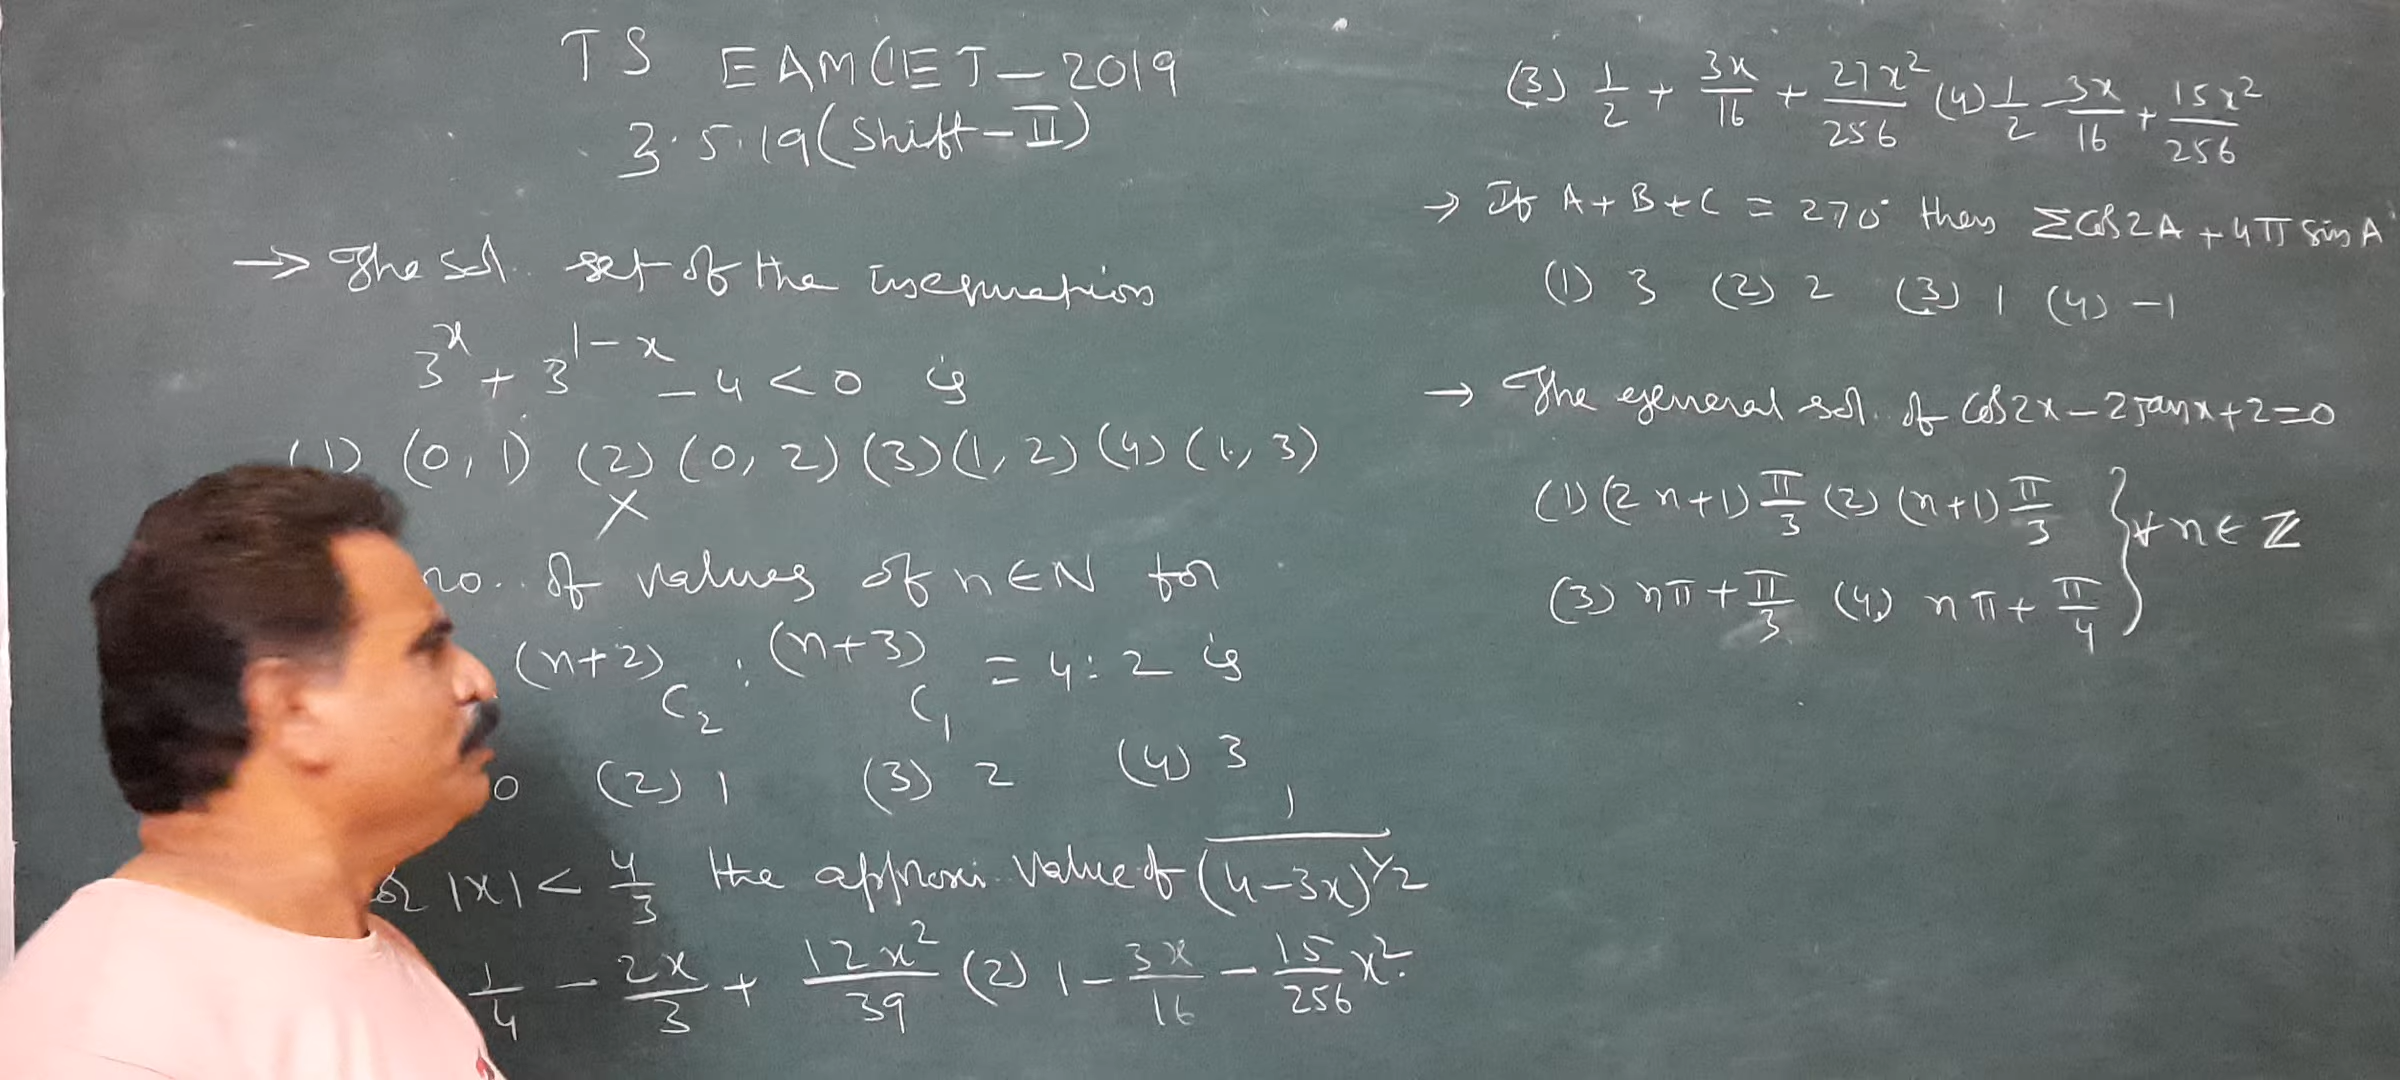 TS EAMCET-2019
3.5.19(Shift-II)
→ The sol. set of the inequation
3^x + 3^(1-x) - 4 < 0 is
(1) (0, 1) (2) (0, 2) (3) (1, 2) (4) (1, 3)
X
no. of values of n∈N for
(n+2)C_2 : (n+3)C_1 = 4:2 is
0 (2) 1 (3) 2 (4) 3
|x| < 4/3 the approxi. value of 1/(4-3x)^(1/2)
1/4 - 2x/3 + 12x²/39 (2) 1 - 3x/16 - 15/256 x²
(3) 1/2 + 3x/16 + 27x²/256 (4) 1/2 - 3x/16 + 15x²/256
→ If A+B+C = 270° then ΣCos2A + 4π sin A
(1) 3 (2) 2 (3) 1 (4) -1
→ The general sol. of Cos2x - 2Tanx + 2 = 0
(1) (2n+1) π/3 (2) (n+1) π/3
(3) nπ + π/3 (4) nπ + π/4 } ∀ n ∈ Z